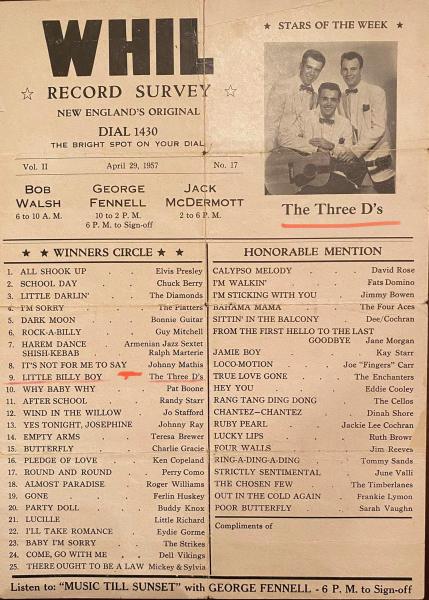 WHIL
☆ RECORD SURVEY ☆
NEW ENGLAND'S ORIGINAL
DIAL 1430
THE BRIGHT SPOT ON YOUR DIAL
Vol. II April 29, 1957 No. 17
BOB WALSH
6 to 10 A. M.
GEORGE FENNELL
10 to 2 P. M.
6 P. M. to Sign-off
JACK McDERMOTT
2 to 6 P. M.
★ STARS OF THE WEEK ★
The Three D's
★ ★ WINNERS CIRCLE ★ ★
1. ALL SHOOK UP Elvis Presley
2. SCHOOL DAY . Chuck Berry
3. LITTLE DARLIN' . The Diamonds
4. I'M SORRY . The Platters
5. DARK MOON . Bonnie Guitar
6. ROCK-A-BILLY . Guy Mitchell
7. HAREM DANCE Armenian Jazz Sextet
SHISH-KEBAB Ralph Marterie
8. IT'S NOT FOR ME TO SAY Johnny Mathis
9. LITTLE BILLY BOY The Three D's
10. WHY BABY WHY . Pat Boone
11. AFTER SCHOOL . Randy Starr
12. WIND IN THE WILLOW Jo Stafford
13. YES TONIGHT, JOSEPHINE Johnny Ray
14. EMPTY ARMS . Teresa Brewer
15. BUTTERFLY . Charlie Gracie
16. PLEDGE OF LOVE . Ken Copeland
17. ROUND AND ROUND . Perry Como
18. ALMOST PARADISE . Roger Williams
19. GONE . Ferlin Huskey
20. PARTY DOLL . Buddy Knox
21. LUCILLE . Little Richard
22. I'LL TAKE ROMANCE . Eydie Gorme
23. BABY I'M SORRY . The Strikes
24. COME, GO WITH ME . Dell Vikings
25. THERE OUGHT TO BE A LAW Mickey & Sylvia
HONORABLE MENTION
CALYPSO MELODY . David Rose
I'M WALKIN' . Fats Domino
I'M STICKING WITH YOU . Jimmy Bowen
BAHAMA MAMA . The Four Aces
SITTIN' IN THE BALCONY . Dee/Cochran
FROM THE FIRST HELLO TO THE LAST
GOODBYE Jane Morgan
JAMIE BOY . Kay Starr
LOCO-MOTION . Joe "Fingers" Carr
TRUE LOVE GONE . The Enchanters
HEY YOU . Eddie Cooley
RANG TANG DING DONG . The Cellos
CHANTEZ—CHANTEZ . Dinah Shore
RUBY PEARL . Jackie Lee Cochran
LUCKY LIPS . Ruth Brown
FOUR WALLS . Jim Reeves
RING-A-DING-A-DING . Tommy Sands
STRICTLY SENTIMENTAL . June Valli
THE CHOSEN FEW . The Timberlanes
OUT IN THE COLD AGAIN . Frankie Lymon
POOR BUTTERFLY . Sarah Vaughn
Compliments of
Listen to: "MUSIC TILL SUNSET" with GEORGE FENNELL - 6 P. M. to Sign-off